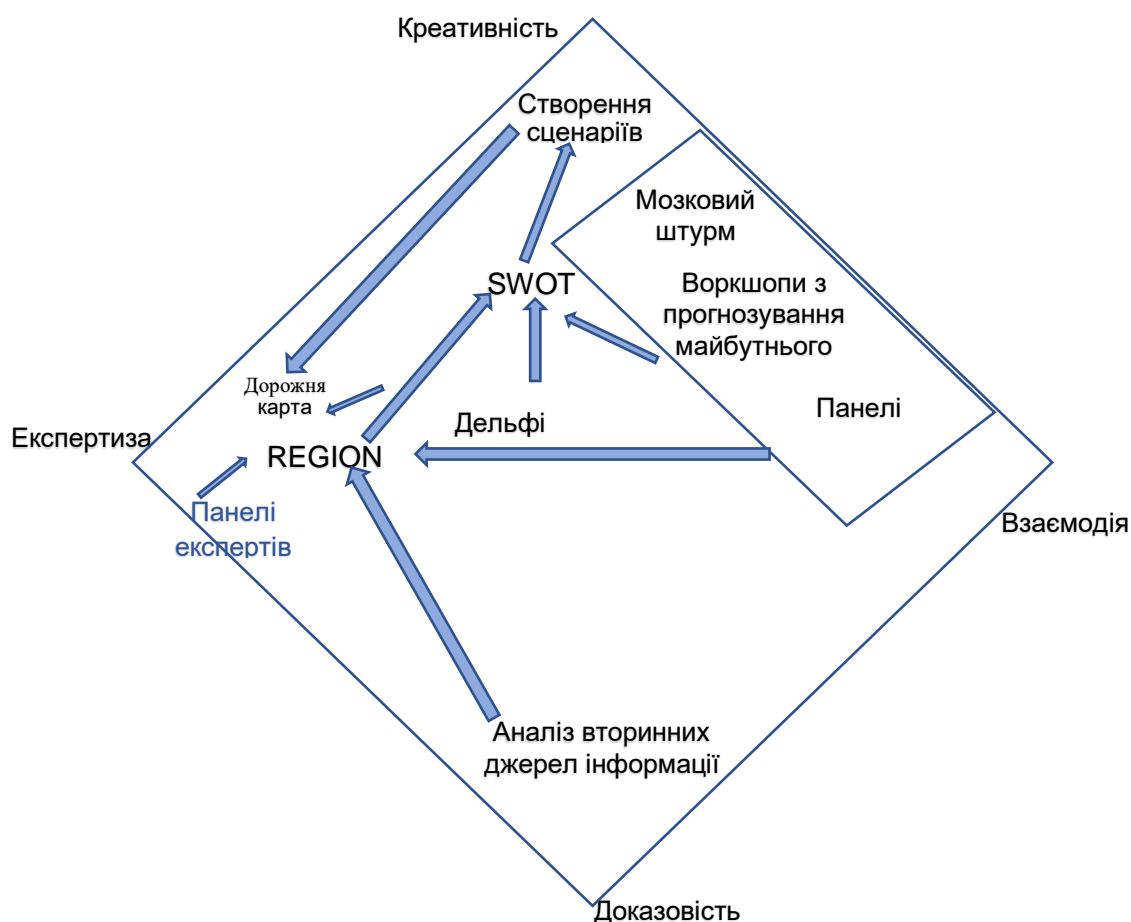 Креативність
Створення
сценаріїв
Мозковий
штурм
SWOT
Воркшопи з
прогнозування
майбутнього
Дорожня
карта
Панелі
Дельфі
Експертиза
REGION
Панелі
експертів
Взаємодія
Аналіз вторинних
джерел інформації
Доказовість